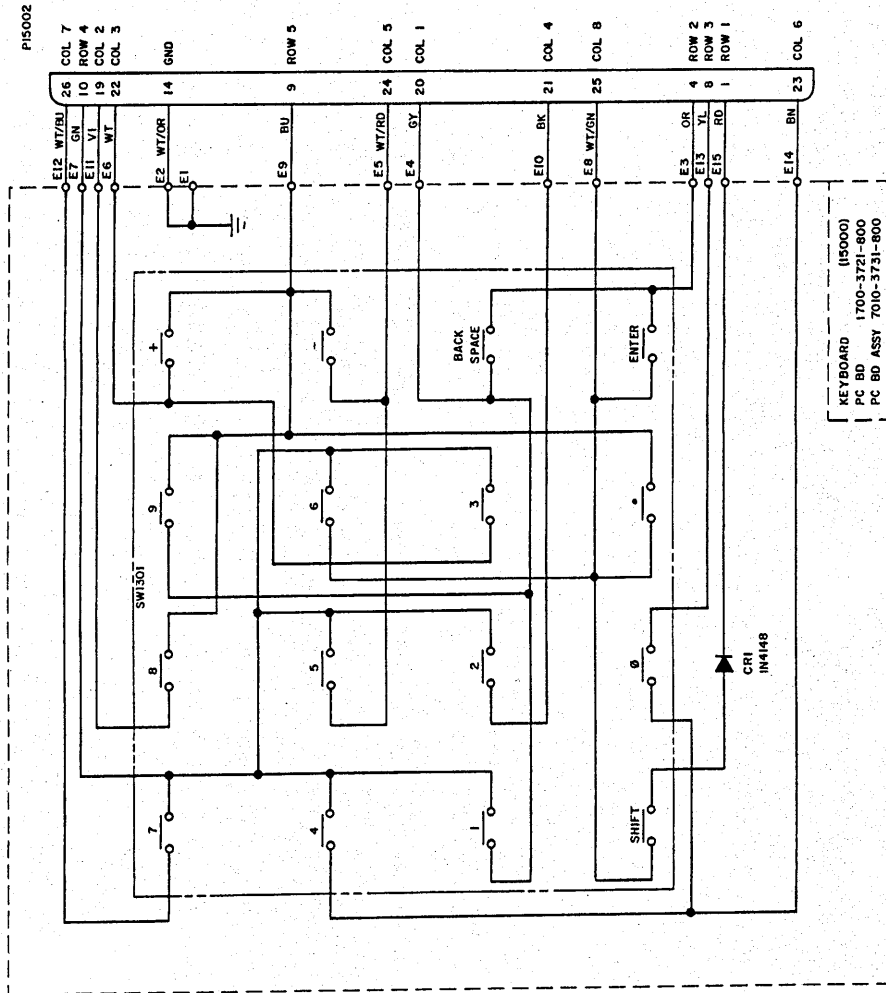 P15002
26 COL 7
10 ROW 4
19 COL 2
22 COL 3
14 GND
9 ROW 5
24 COL 5
20 COL 1
21 COL 4
25 COL 8
4 ROW 2
8 ROW 3
1 ROW 1
23 COL 6
E12 WT/BU
E7 GN
E11 VI
E6 WT
E2 WT/OR
E1
E9 BU
E5 WT/RD
E4 GY
E10 BK
E8 WT/GN
E3 OR
E13 YL
E15 RD
E14 BN
+
-
BACK SPACE
ENTER
SW1301
9
6
3
•
8
5
2
Ø
7
4
1
SHIFT
CR1
1N4148
KEYBOARD (15000)
PC BD 1700-3721-800
PC BD ASSY 7010-3731-800